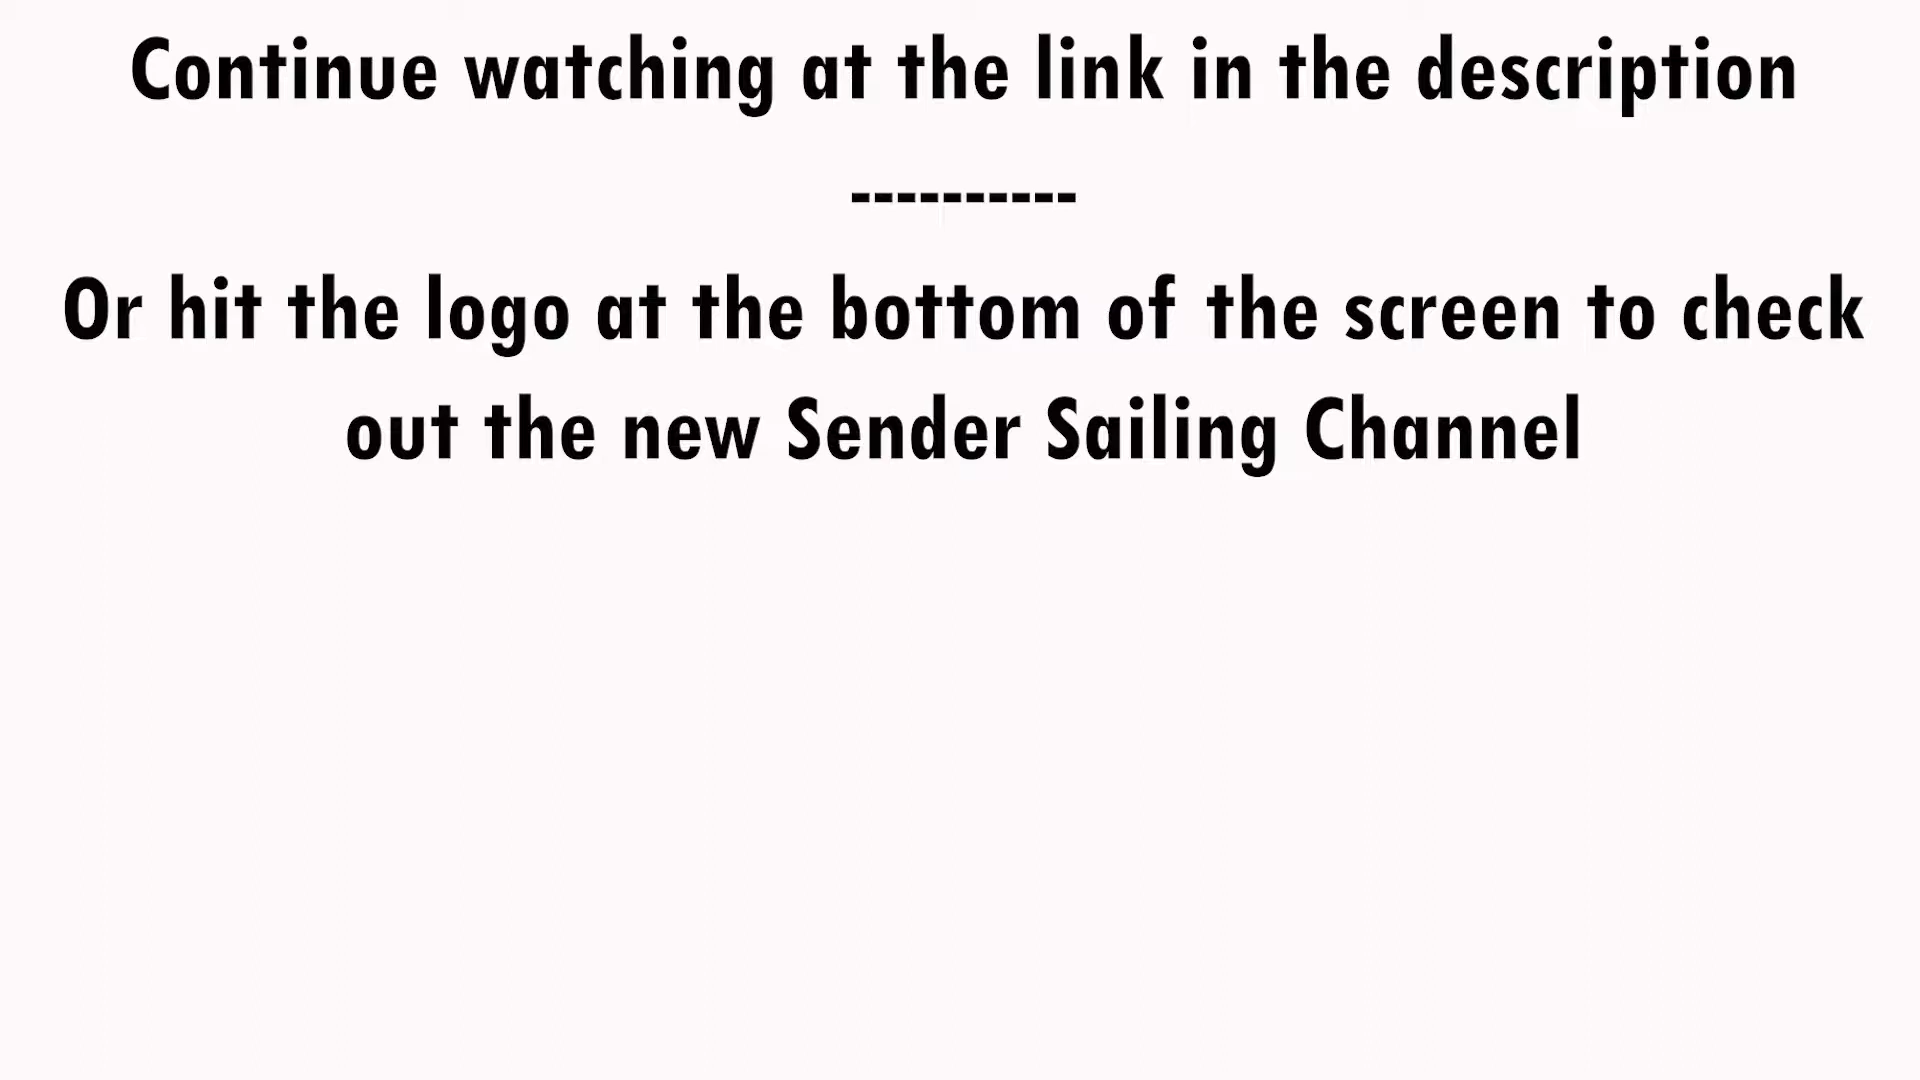 Continue watching at the link in the description
----------
Or hit the logo at the bottom of the screen to check
out the new Sender Sailing Channel